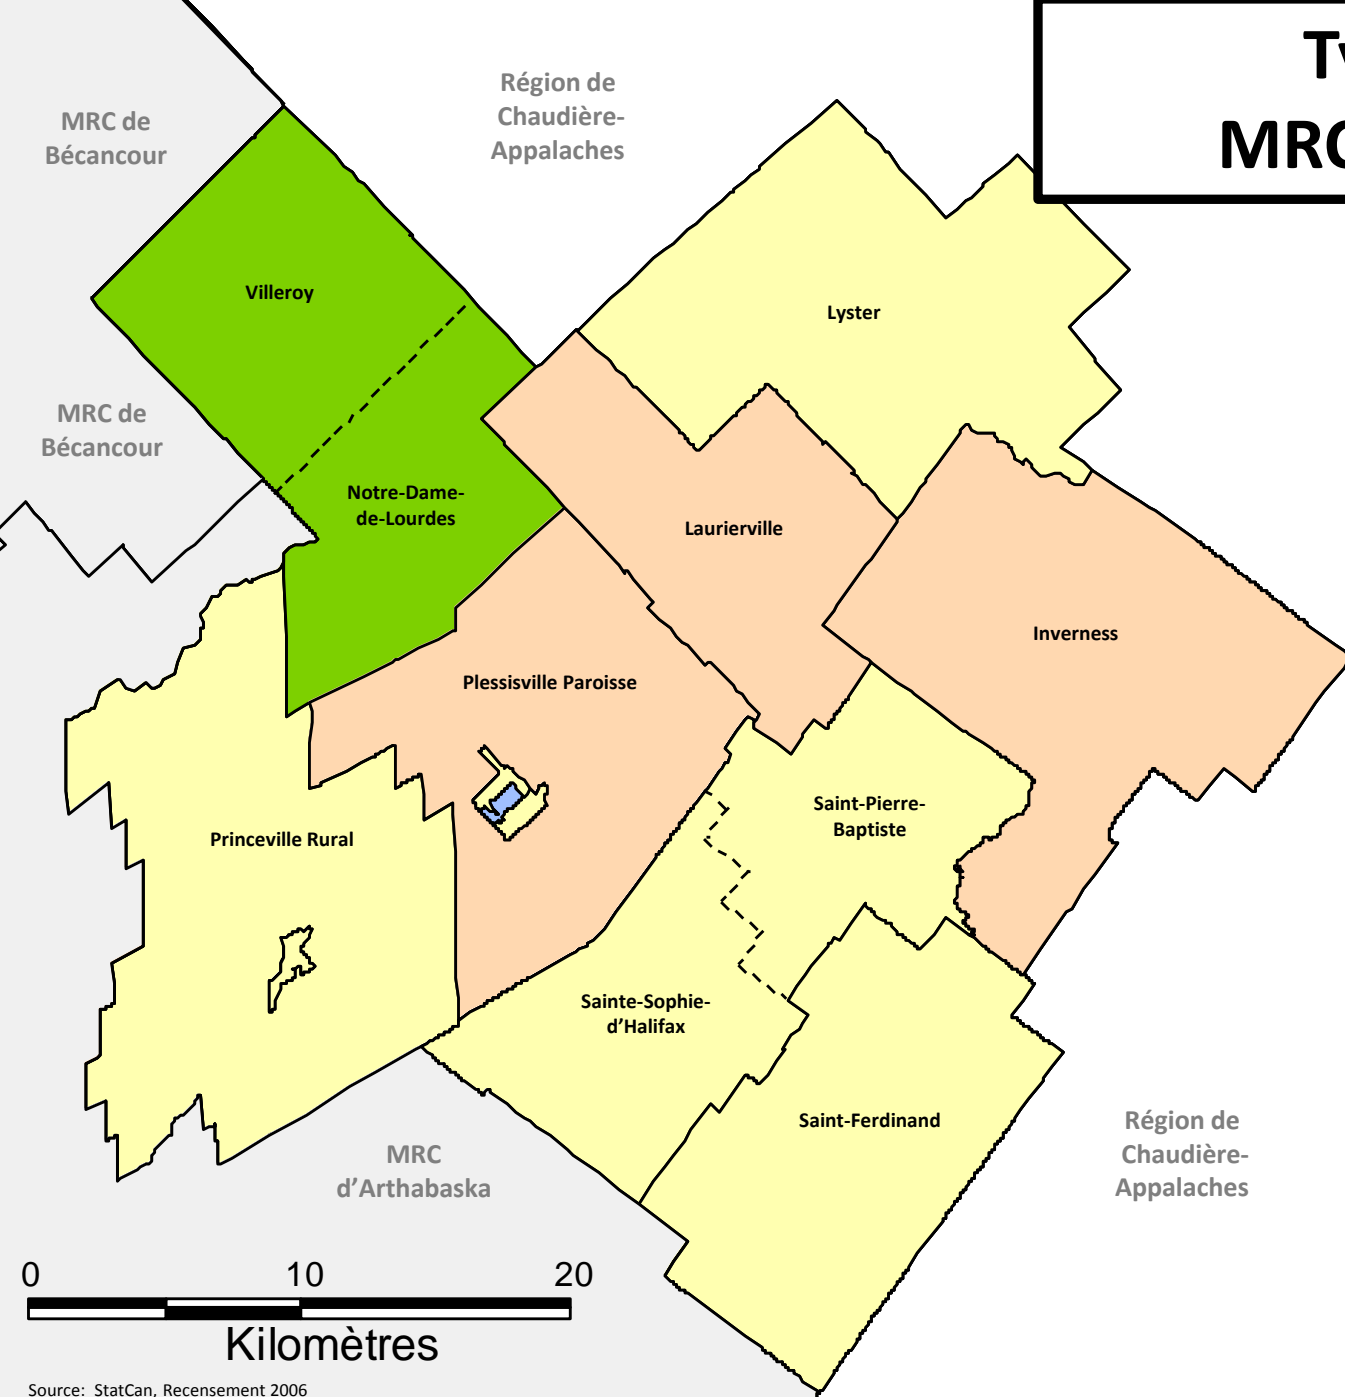 MRC de
Bécancour
Région de
Chaudière-
Appalaches
MRC
Villeroy
Lyster
MRC de
Bécancour
Notre-Dame-
de-Lourdes
Laurierville
Inverness
Plessisville Paroisse
Saint-Pierre-
Baptiste
Princeville Rural
Sainte-Sophie-
d'Halifax
Saint-Ferdinand
Région de
Chaudière-
Appalaches
MRC
d'Arthabaska
0 10 20
Kilomètres
Source: StatCan, Recensement 2006